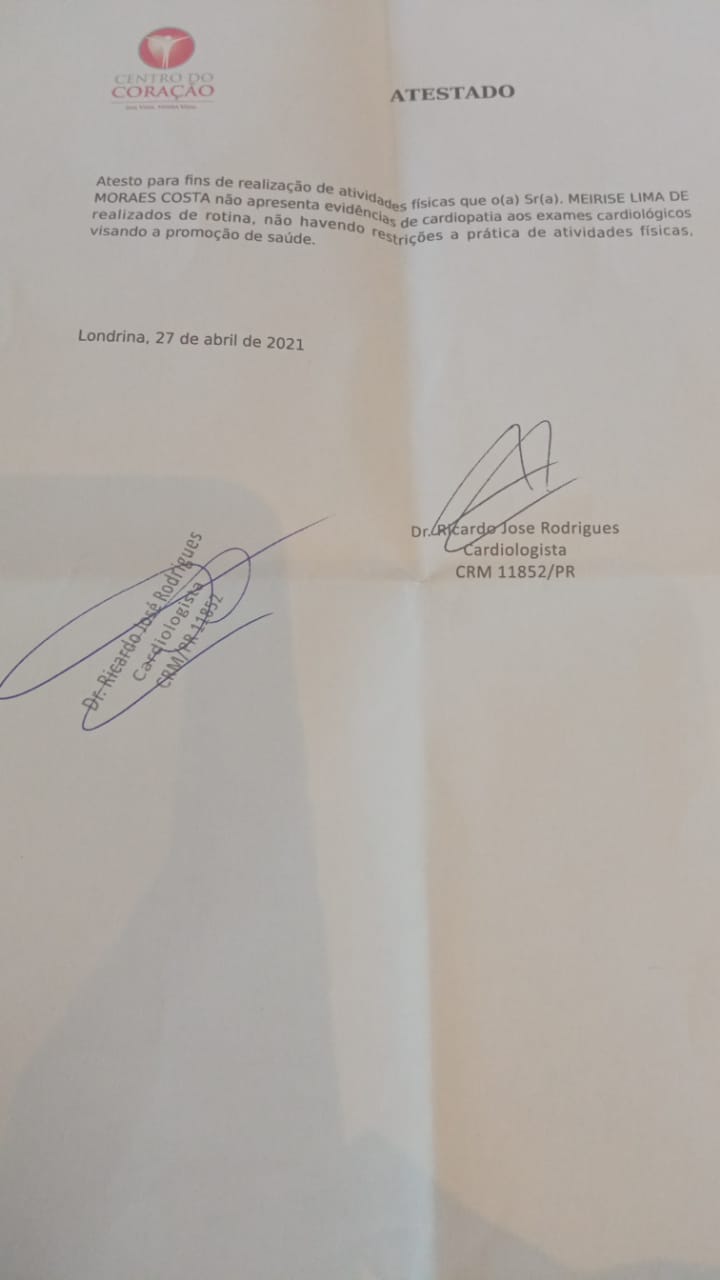 CENTRO DO
CORAÇÃO
ATESTADO
Atesto para fins de realização de atividades físicas que o(a) Sr(a). MEIRISE LIMA DE
MORAES COSTA não apresenta evidências de cardiopatia aos exames cardiológicos
realizados de rotina, não havendo restrições a prática de atividades físicas,
visando a promoção de saúde.
Londrina, 27 de abril de 2021
Dr. Ricardo Jose Rodrigues
Cardiologista
CRM 11852/PR
Dr. Ricardo José Rodrigues
Cardiologista
CRM/PR 11852